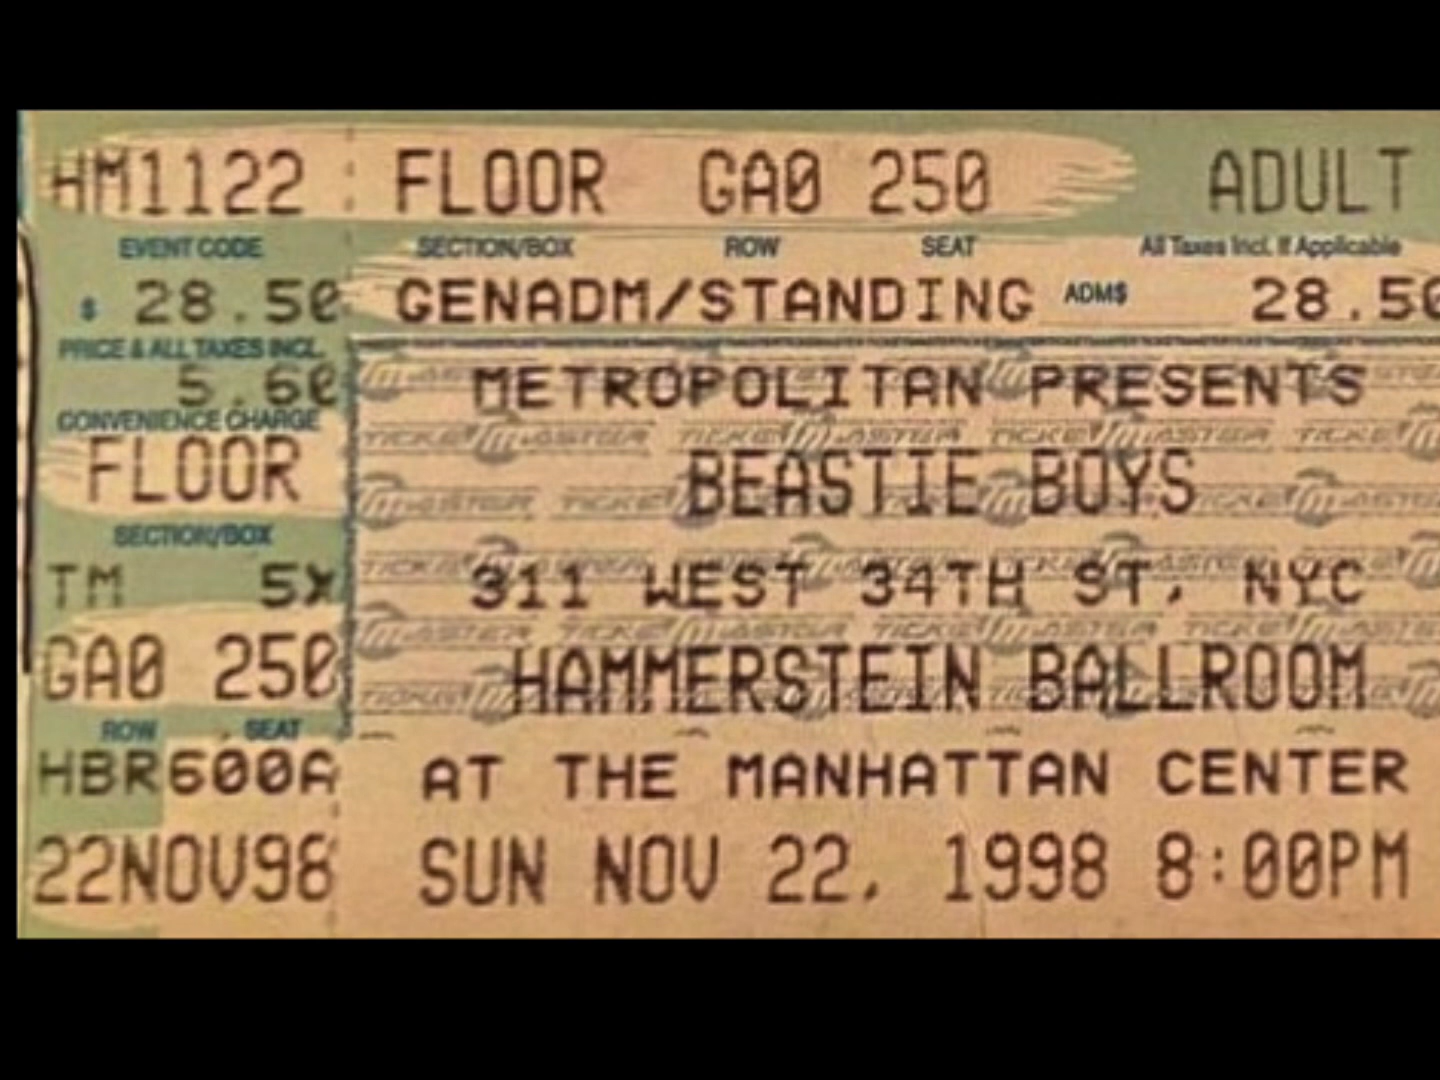 HM1122 FLOOR GA0 250 ADULT
EVENT CODE SECTION/BOX ROW SEAT All Taxes Incl. If Applicable
$ 28.50 GENADM/STANDING ADM$ 28.50
PRICE & ALL TAXES INCL.
5.60 METROPOLITAN PRESENTS
CONVENIENCE CHARGE
FLOOR BEASTIE BOYS
SECTION/BOX
TM 5X 311 WEST 34TH ST, NYC
GA0 250 HAMMERSTEIN BALLROOM
ROW SEAT
HBR600A AT THE MANHATTAN CENTER
22NOV98 SUN NOV 22, 1998 8:00PM